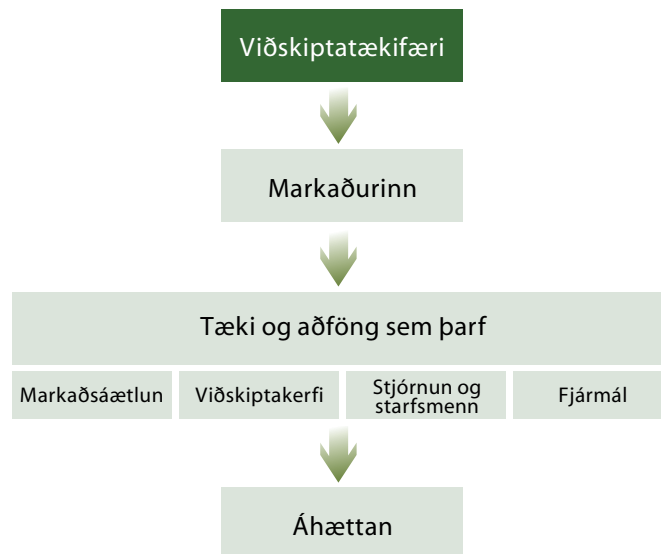 Viðskiptatækifæri
Markaðurinn
Tæki og aðföng sem þarf
Markaðsáætlun
Viðskiptakerfi
Stjórnun og
starfsmenn
Fjármál
Áhættan